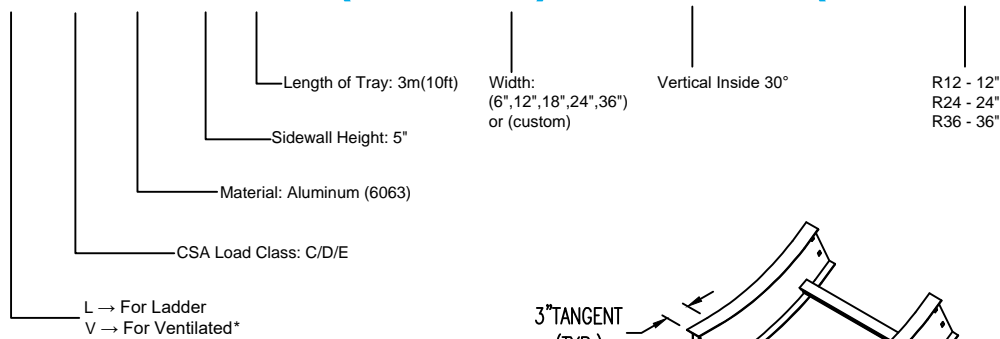 Length of Tray: 3m(10ft)
Width:
(6",12",18",24",36")
or (custom)
Vertical Inside 30°
R12 - 12"
R24 - 24"
R36 - 36"
Sidewall Height: 5"
Material: Aluminum (6063)
CSA Load Class: C/D/E
L → For Ladder
V → For Ventilated*
3"TANGENT